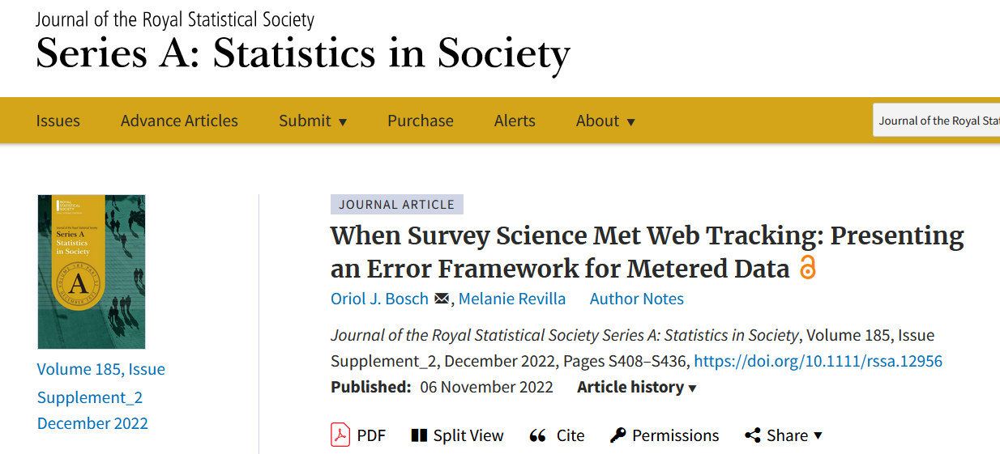 Journal of the Royal Statistical Society
Series A: Statistics in Society
Issues Advance Articles Submit ▼ Purchase Alerts About ▼ Journal of the Royal Stat
ROYAL
STATISTICAL
SOCIETY
Journal of the Royal Statistical Society
Series A
Statistics
in Society
A
Volume 185, Issue
Supplement_2
December 2022
JOURNAL ARTICLE
When Survey Science Met Web Tracking: Presenting
an Error Framework for Metered Data
Oriol J. Bosch, Melanie Revilla Author Notes
Journal of the Royal Statistical Society Series A: Statistics in Society, Volume 185, Issue
Supplement_2, December 2022, Pages S408–S436, https://doi.org/10.1111/rssa.12956
Published: 06 November 2022 Article history ▼
PDF Split View Cite Permissions Share ▼